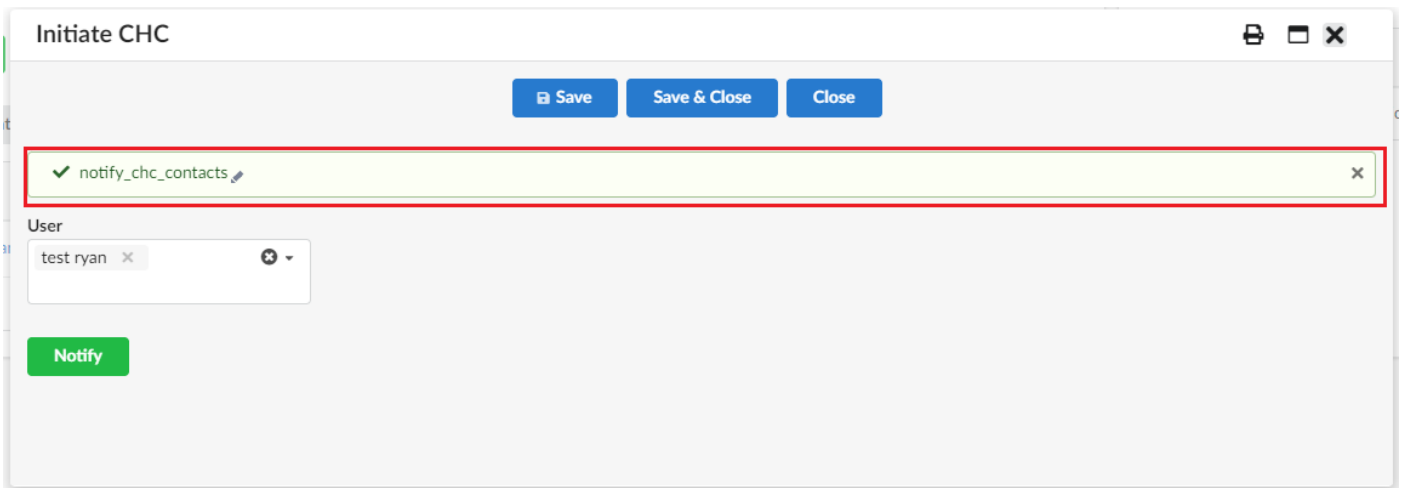 Initiate CHC
Save Save & Close Close
notify_chc_contacts
User
test ryan
Notify